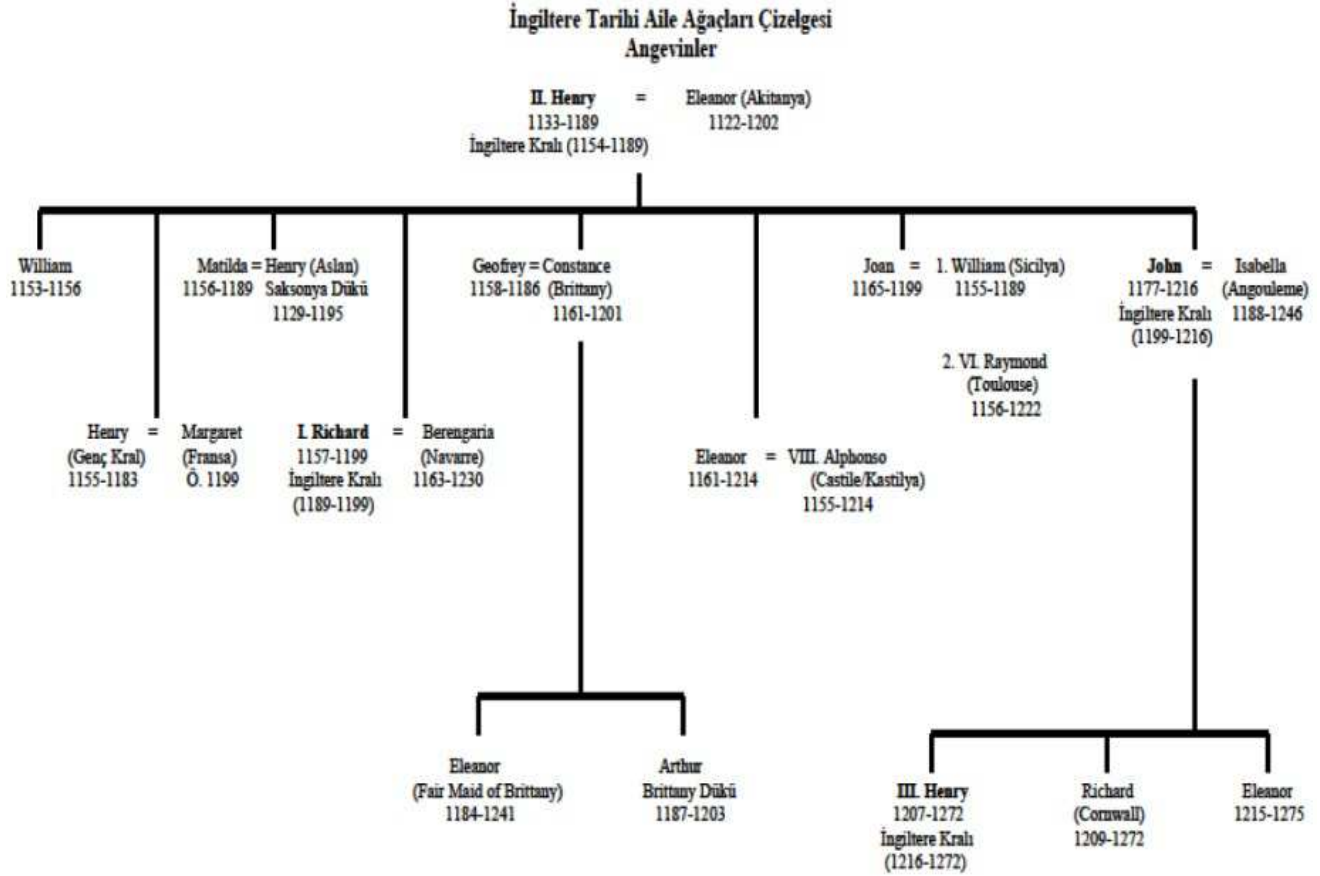 İngiltere Tarihi Aile Ağaçları Çizelgesi
Angevinler
II. Henry = Eleanor (Akitanya)
1133-1189 1122-1202
İngiltere Kralı (1154-1189)
William
1153-1156
Matilda = Henry (Aslan)
1156-1189 Saksonya Dükü
1129-1195
Geofrey = Constance
1158-1186 (Brittany)
1161-1201
Joan = 1. William (Sicilya)
1165-1199 1155-1189
2. VI. Raymond
(Toulouse)
1156-1222
John = Isabella
1177-1216 (Angouleme)
İngiltere Kralı 1188-1246
(1199-1216)
Henry = Margaret
(Genç Kral) (Fransa)
1155-1183 Ö. 1199
I. Richard = Berengaria
1157-1199 (Navarre)
İngiltere Kralı 1163-1230
(1189-1199)
Eleanor = VIII. Alphonso
1161-1214 (Castile/Kastilya)
1155-1214
Eleanor
(Fair Maid of Brittany)
1184-1241
Arthur
Brittany Dükü
1187-1203
III. Henry
1207-1272
İngiltere Kralı
(1216-1272)
Richard
(Cornwall)
1209-1272
Eleanor
1215-1275